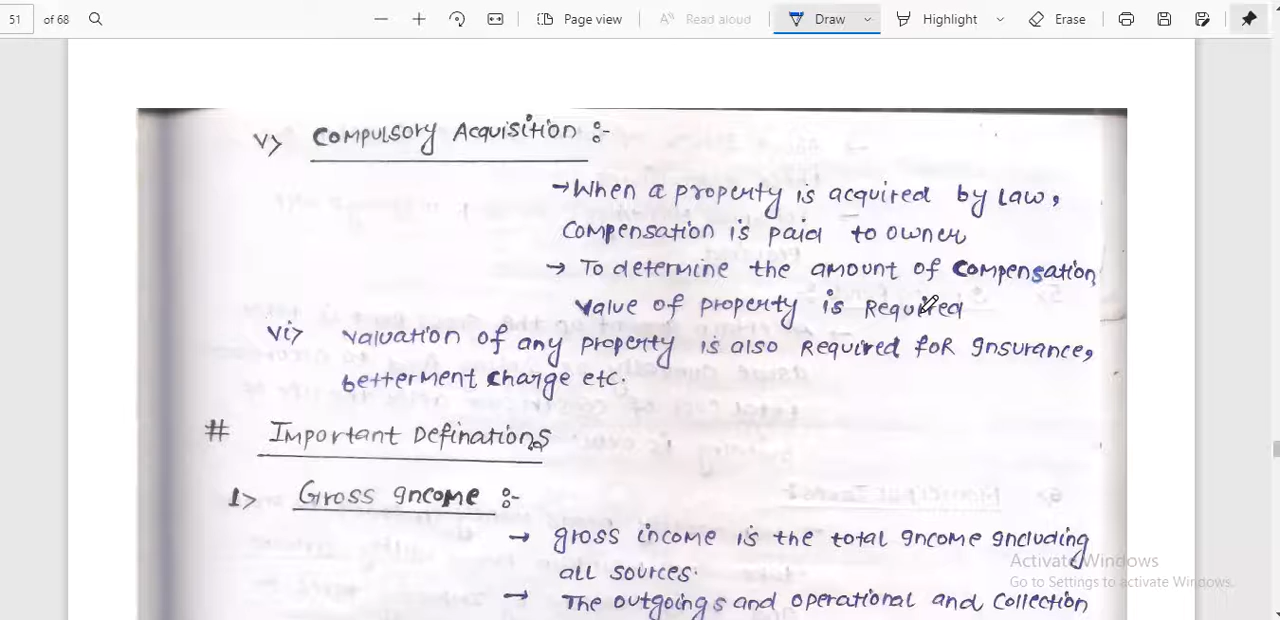 51 of 68 Page view Read aloud Draw Highlight Erase
v> Compulsory Acquisition :-
→ When a property is acquired by law,
compensation is paid to owner
→ To determine the amount of compensation
value of property is Required
vi> valuation of any property is also Required for Insurance,
betterment charge etc.
# Important Definations
1> Gross Income :-
→ gross income is the total Income Including
all sources.
→ The outgoings and operational and collection
Activate Windows
Go to Settings to activate Windows.